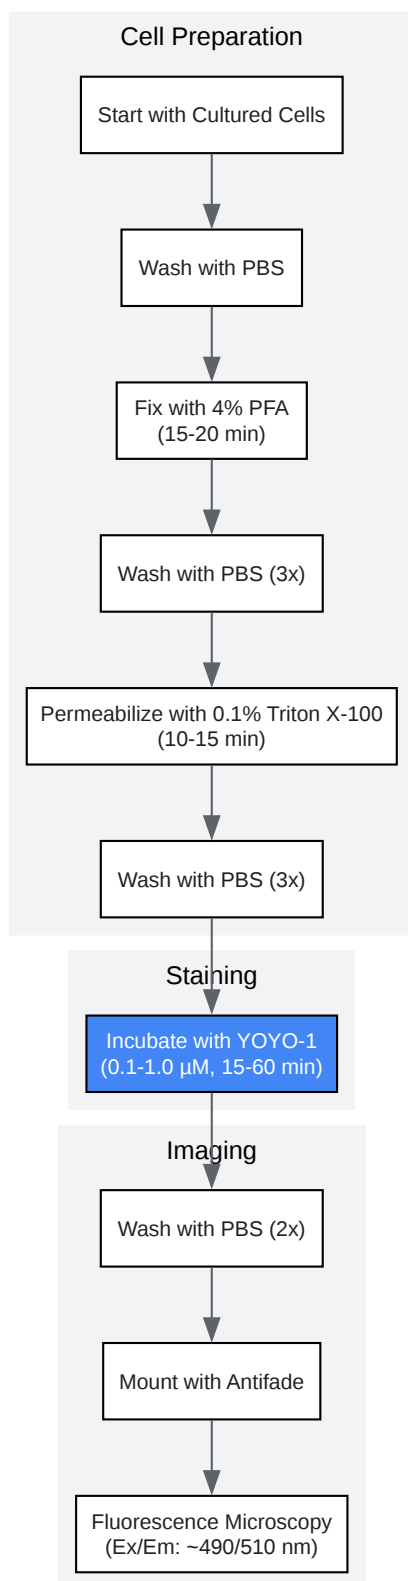 Cell Preparation
Start with Cultured Cells
Wash with PBS
Fix with 4% PFA
(15-20 min)
Wash with PBS (3x)
Permeabilize with 0.1% Triton X-100
(10-15 min)
Wash with PBS (3x)
Staining
Incubate with YOYO-1
(0.1-1.0 µM, 15-60 min)
Imaging
Wash with PBS (2x)
Mount with Antifade
Fluorescence Microscopy
(Ex/Em: ~490/510 nm)